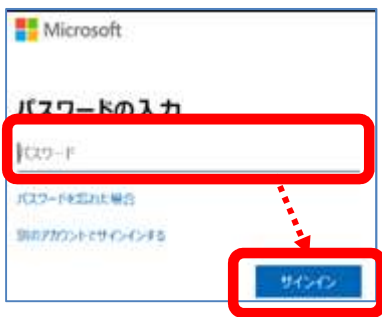 Microsoft
パスワードの入力
パスワード
パスワードを忘れた場合
別のアカウントでサインインする
サインイン